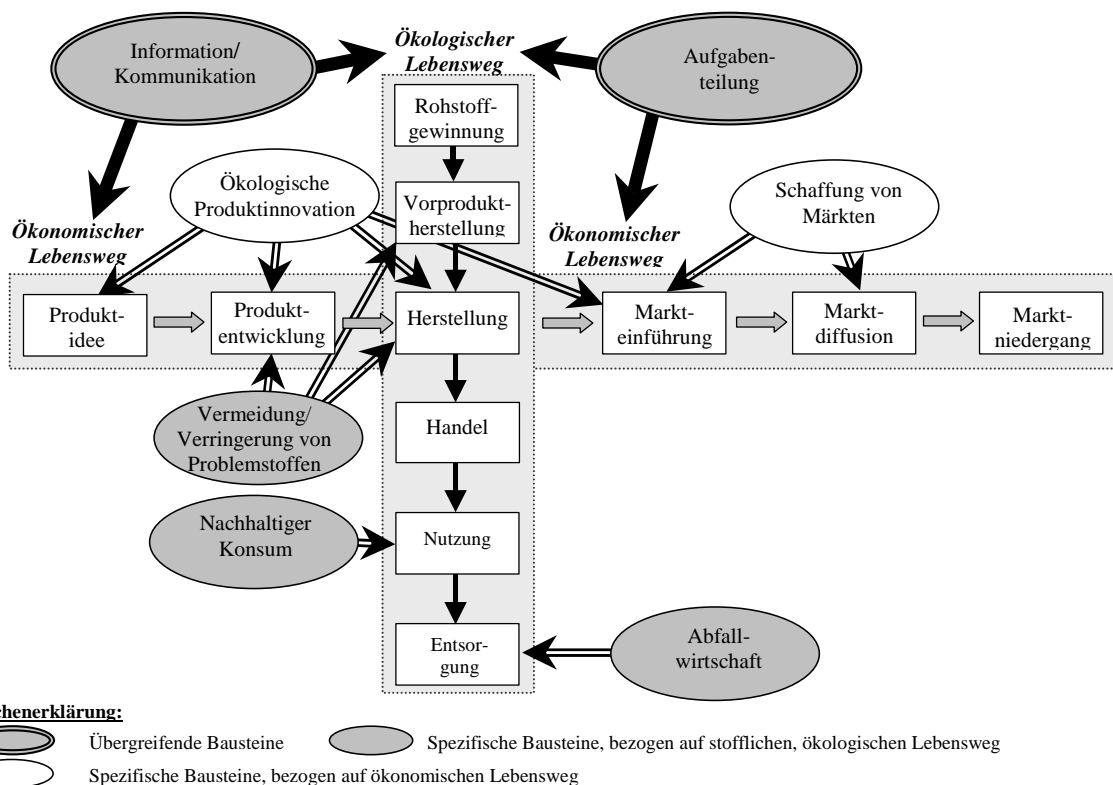 Information/
Kommunikation
Ökologischer
Lebensweg
Aufgaben-
teilung
Rohstoff-
gewinnung
Ökologische
Produktinnovation
Vorprodukt-
herstellung
Schaffung von
Märkten
Ökonomischer
Lebensweg
Ökonomischer
Lebensweg
Produkt-
idee
Produkt-
entwicklung
Herstellung
Markt-
einführung
Markt-
diffusion
Markt-
niedergang
Vermeidung/
Verringerung von
Problemstoffen
Handel
Nachhaltiger
Konsum
Nutzung
Entsor-
gung
Abfall-
wirtschaft
chenerklärung:
Übergreifende Bausteine
Spezifische Bausteine, bezogen auf stofflichen, ökologischen Lebensweg
Spezifische Bausteine, bezogen auf ökonomischen Lebensweg